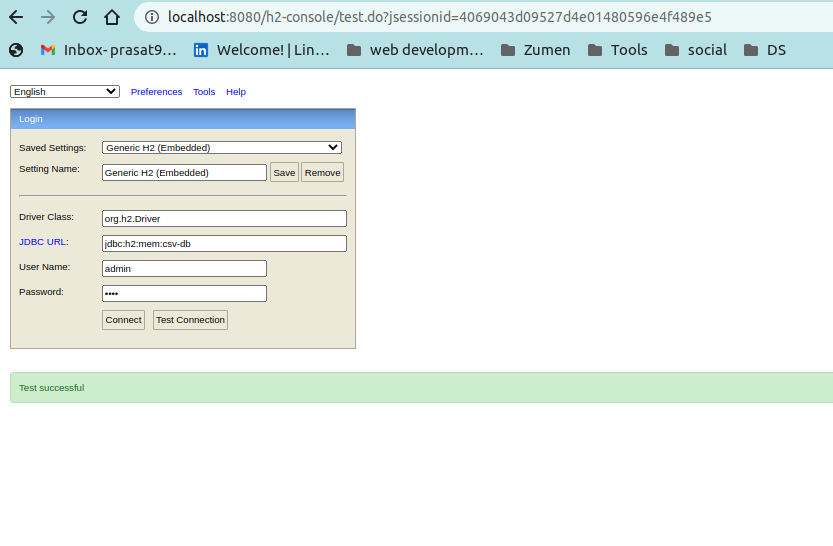 localhost:8080/h2-console/test.do?jsessionid=4069043d09527d4e01480596e4f489e5
Inbox- prasat9… Welcome! | Lin… web developm… Zumen Tools social DS
English Preferences Tools Help
Login
Saved Settings: Generic H2 (Embedded)
Setting Name: Generic H2 (Embedded) Save Remove
Driver Class: org.h2.Driver
JDBC URL: jdbc:h2:mem:csv-db
User Name: admin
Password: ••••
Connect Test Connection
Test successful